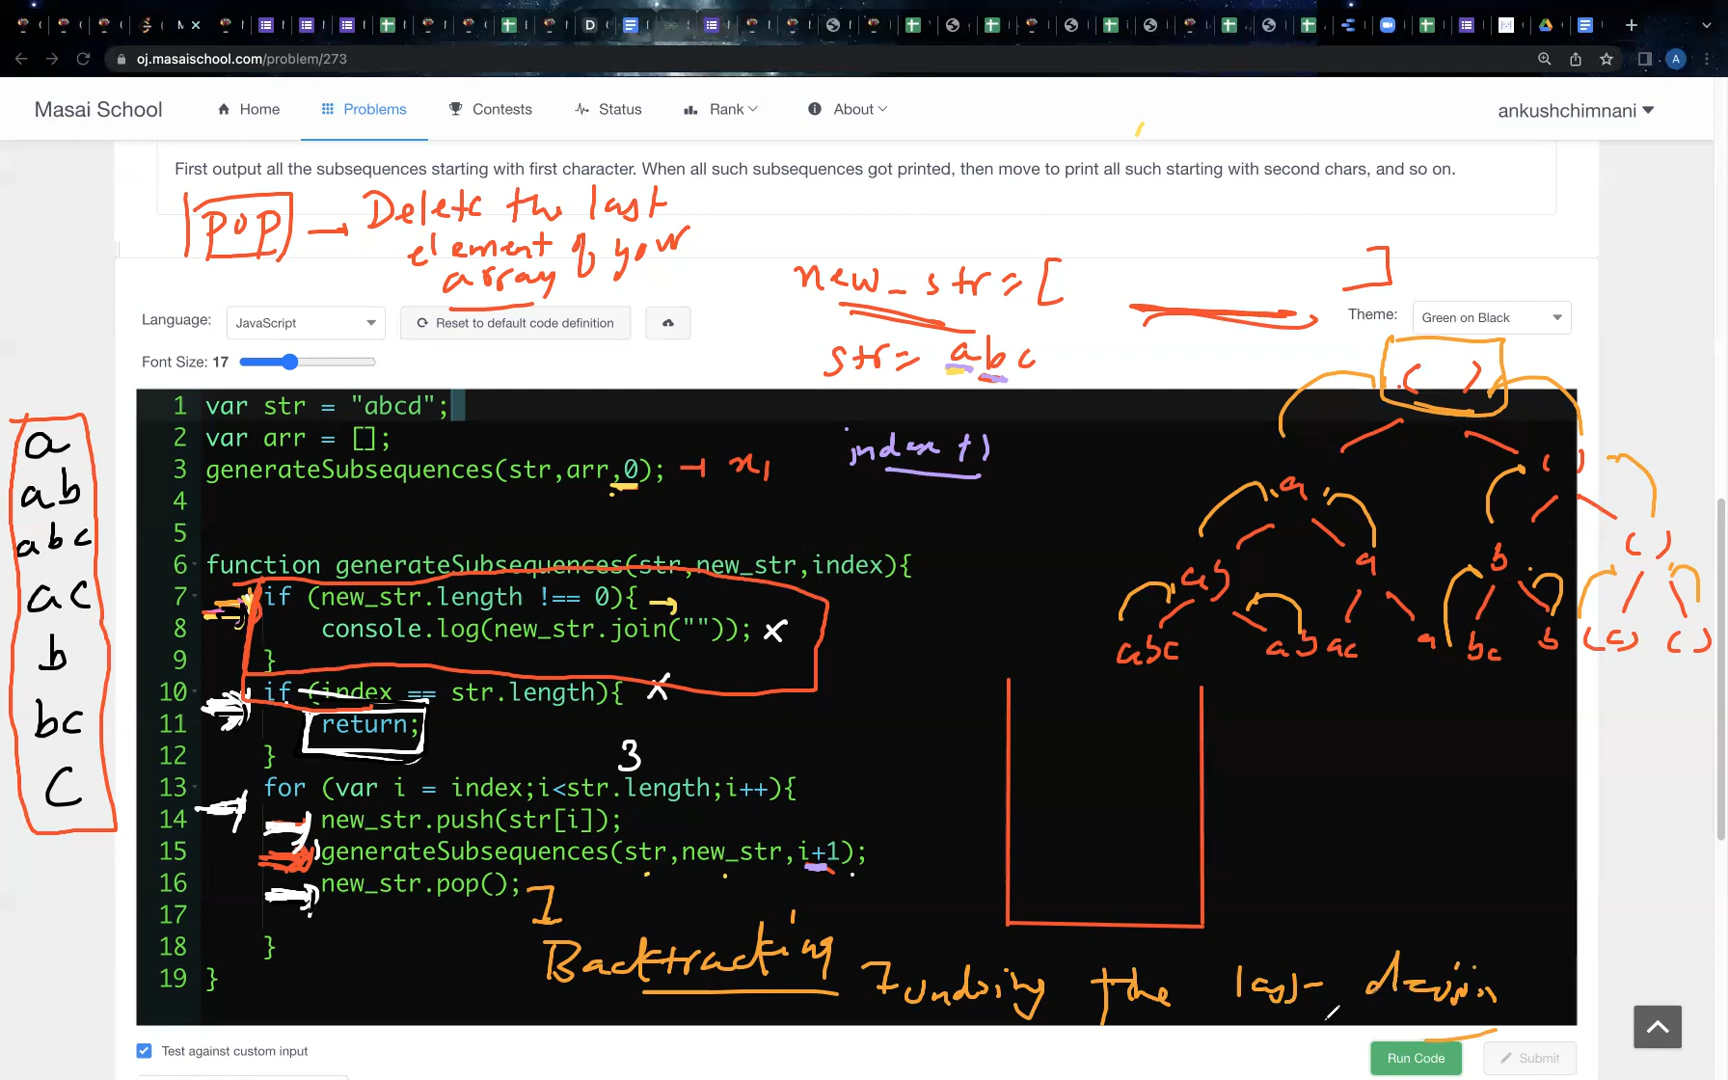 oj.masaischool.com/problem/273
A
Masai School
Home
Problems
Contests
Status
Rank
About
ankushchimnani
First output all the subsequences starting with first character. When all such subsequences got printed, then move to print all such starting with second chars, and so on.
pop → Delete the last
element of your
array
new_str = [ ]
str = abc
Language:
JavaScript
Reset to default code definition
Theme:
Green on Black
Font Size: 17
1 var str = "abcd";
2 var arr = [];
3 generateSubsequences(str,arr,0);
4
5
6 function generateSubsequences(str,new_str,index){
7 if (new_str.length !== 0){
8 console.log(new_str.join(""));
9 }
10 if (index == str.length){
11 return;
12 }
13 for (var i = index;i<str.length;i++){
14 new_str.push(str[i]);
15 generateSubsequences(str,new_str,i+1);
16 new_str.pop();
17
18 }
19 }
index +1
3
a
ab
abc
ac
b
bc
c
( )
a ( )
ab a b ( )
abc ab ac a bc b (c) ( )
Backtracking
undoing the last decision
Test against custom input
Run Code
Submit